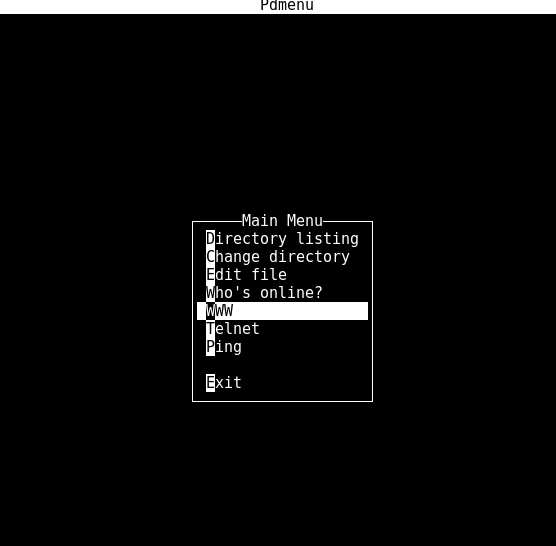 Pdmenu
Main Menu
Directory listing
Change directory
Edit file
Who's online?
WWW
Telnet
Ping
Exit